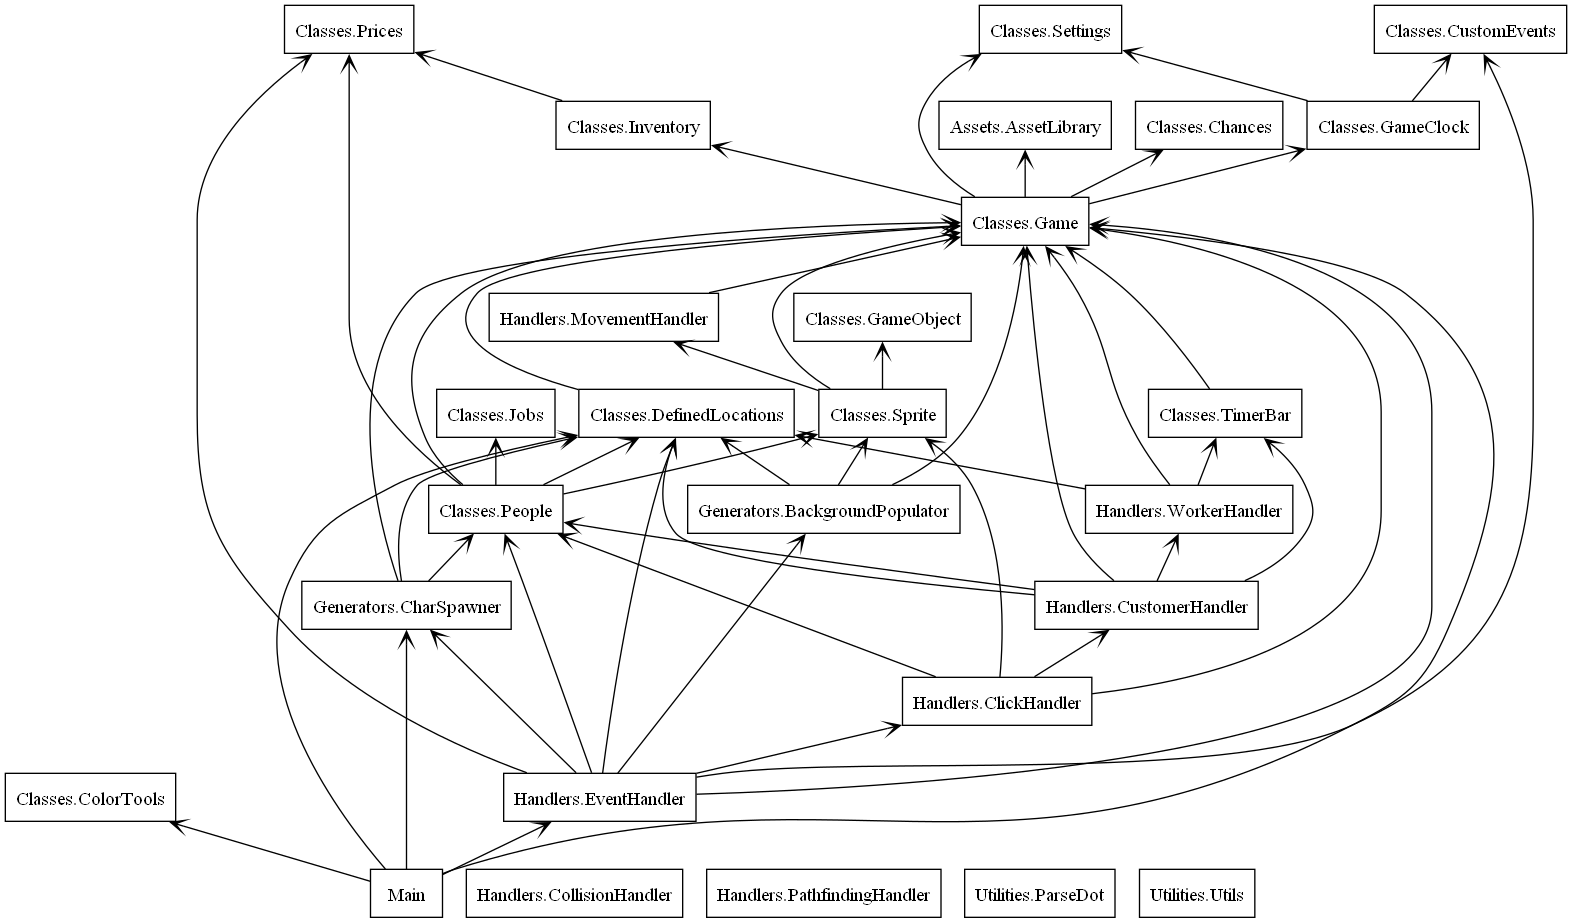 Classes.Prices
Classes.Settings
Classes.CustomEvents
Classes.Inventory
Assets.AssetLibrary
Classes.Chances
Classes.GameClock
Classes.Game
Handlers.MovementHandler
Classes.GameObject
Classes.Jobs
Classes.DefinedLocations
Classes.Sprite
Classes.TimerBar
Classes.People
Generators.BackgroundPopulator
Handlers.WorkerHandler
Generators.CharSpawner
Handlers.CustomerHandler
Handlers.ClickHandler
Classes.ColorTools
Handlers.EventHandler
Main
Handlers.CollisionHandler
Handlers.PathfindingHandler
Utilities.ParseDot
Utilities.Utils